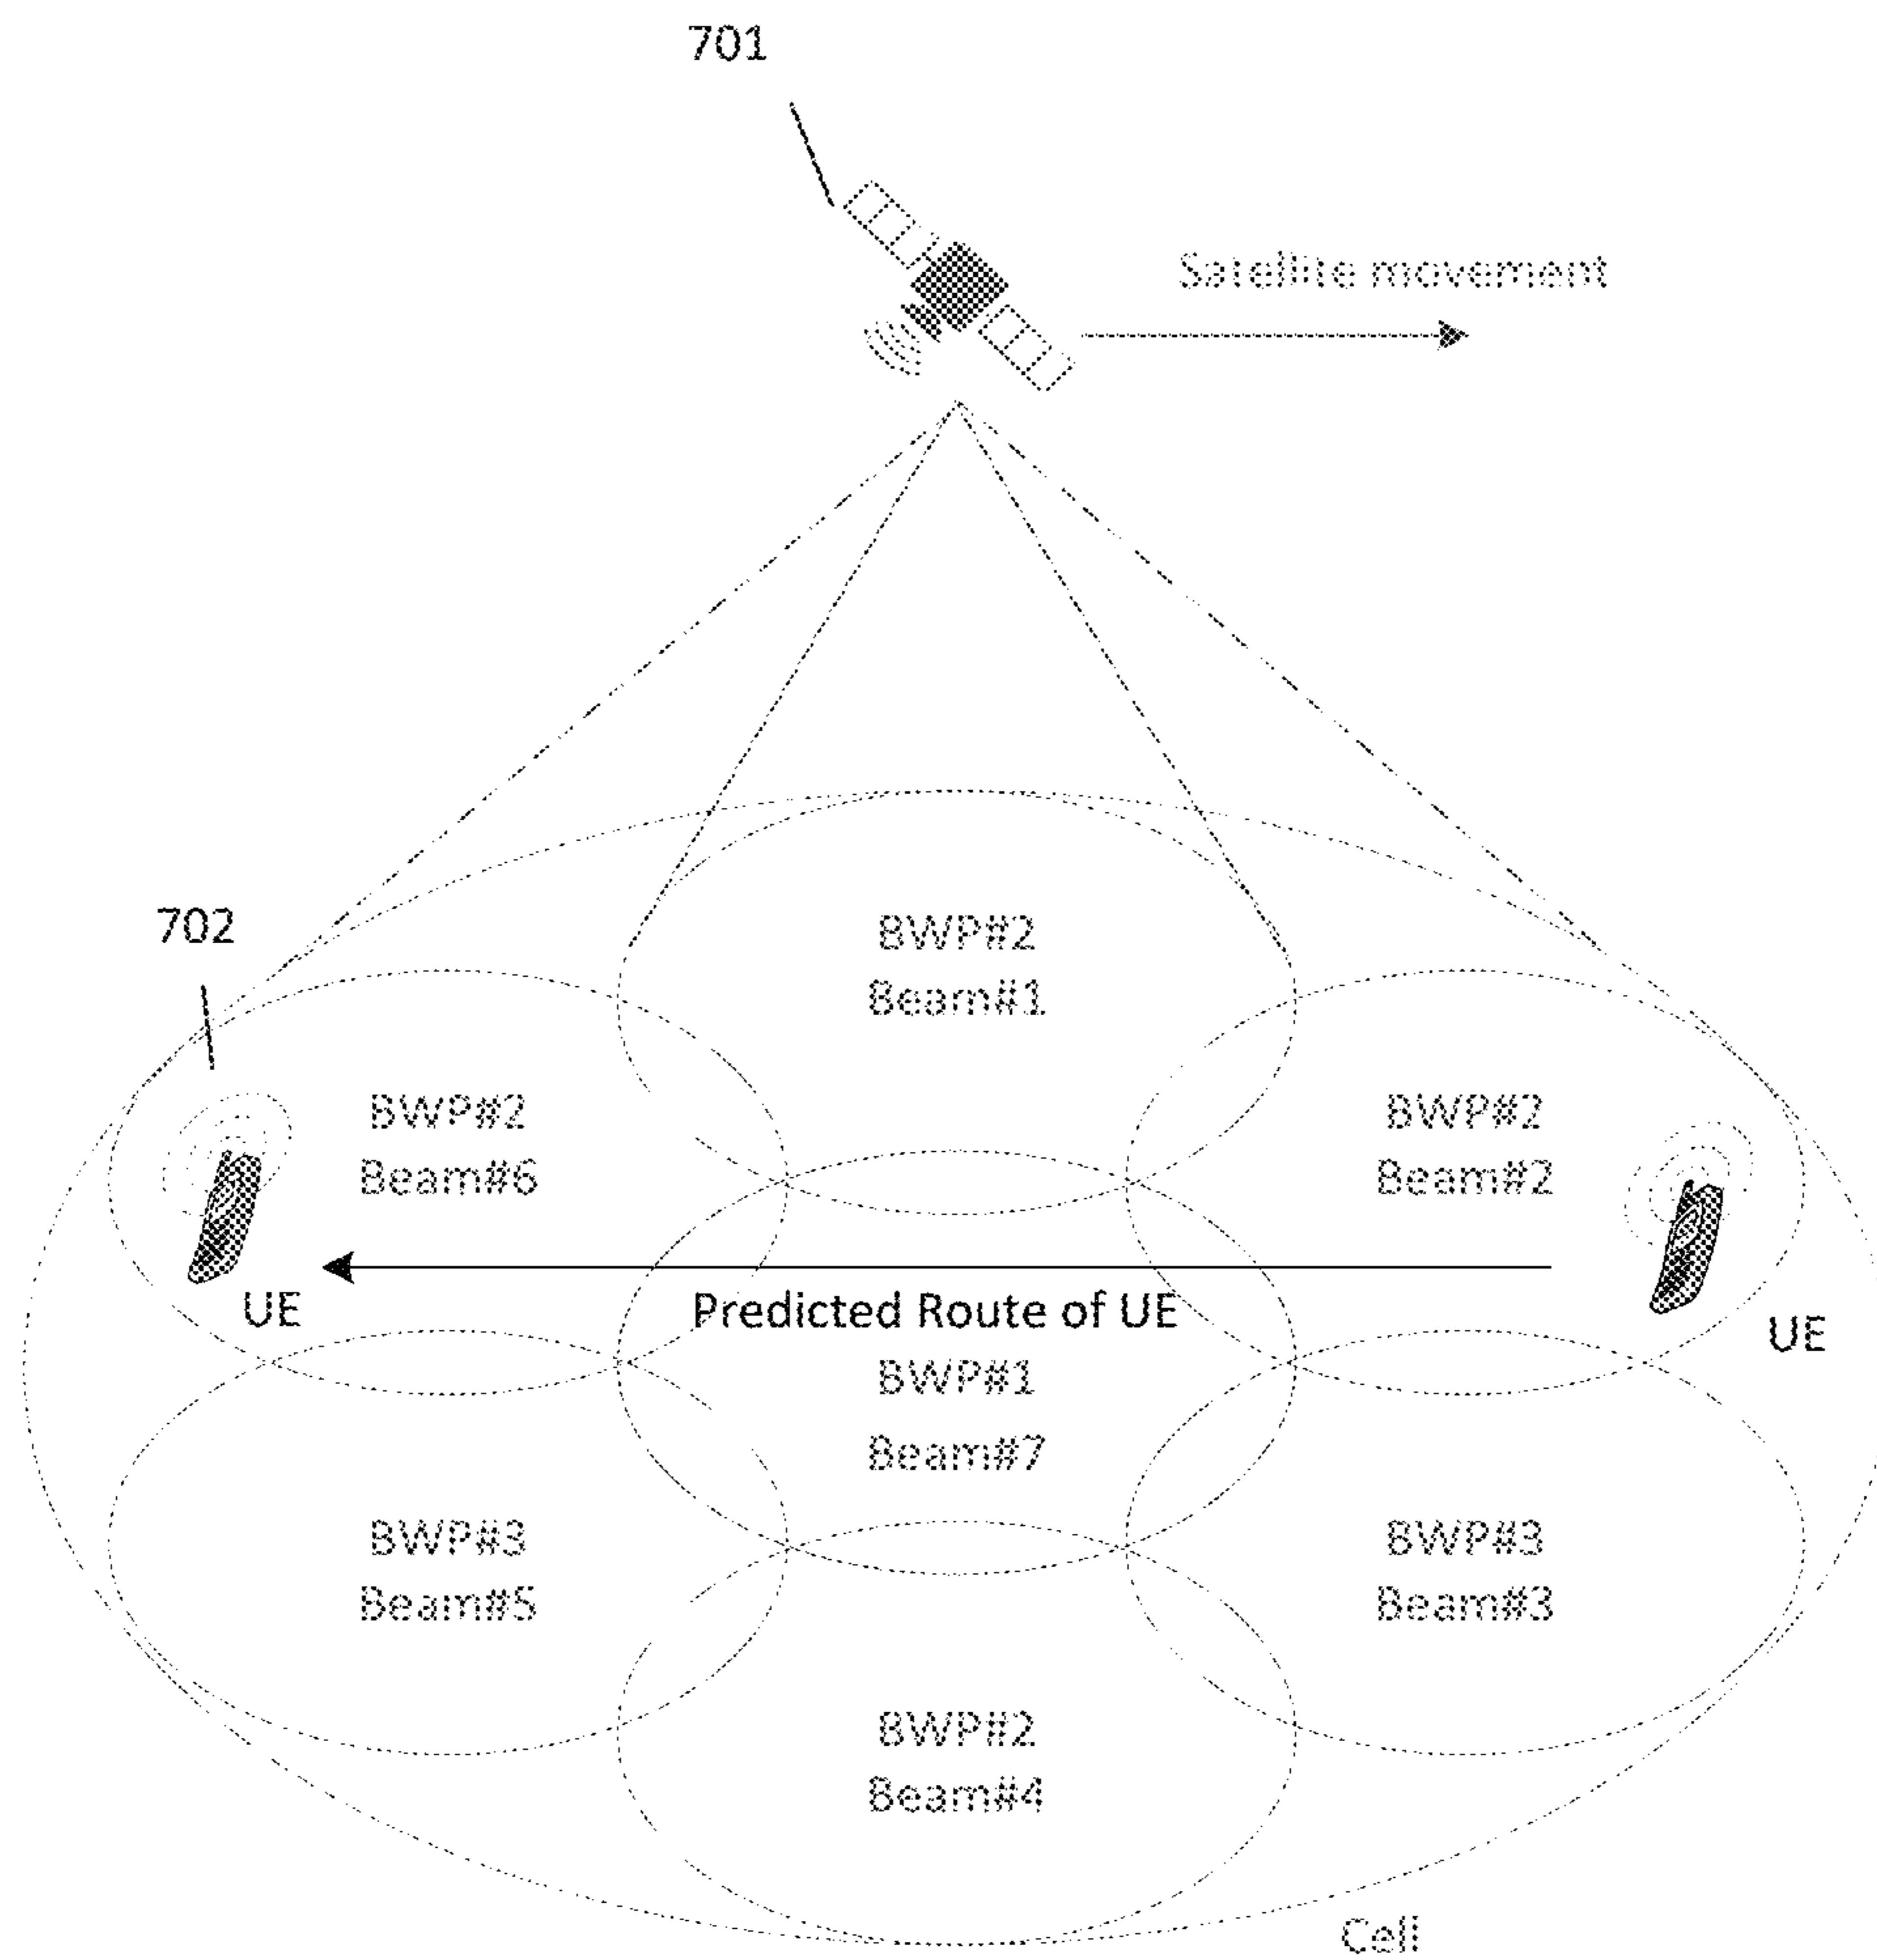 701
Satellite movement
702
BWP#2
Beam#1
BWP#2
Beam#6
BWP#2
Beam#2
UE
Predicted Route of UE
UE
BWP#1
Beam#7
BWP#3
Beam#5
BWP#3
Beam#3
BWP#2
Beam#4
Cell